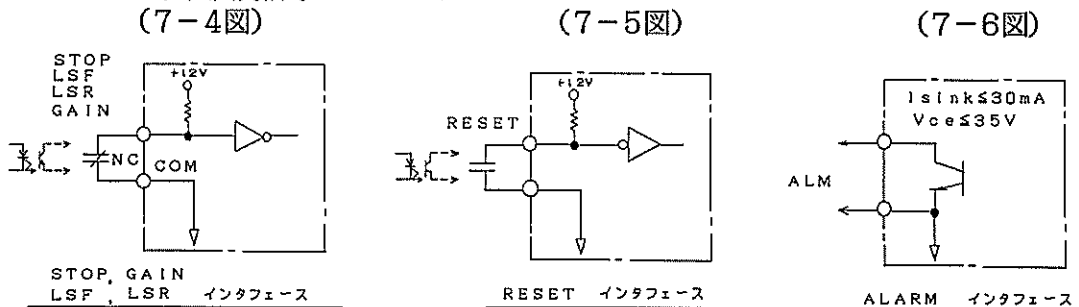 (7-4図)
STOP
LSF
LSR
GAIN
+12V
NC
COM
STOP, GAIN
LSF, LSR インタフェース
(7-5図)
+12V
RESET
RESET インタフェース
(7-6図)
Isink≦30mA
Vce≦35V
ALM
ALARM インタフェース